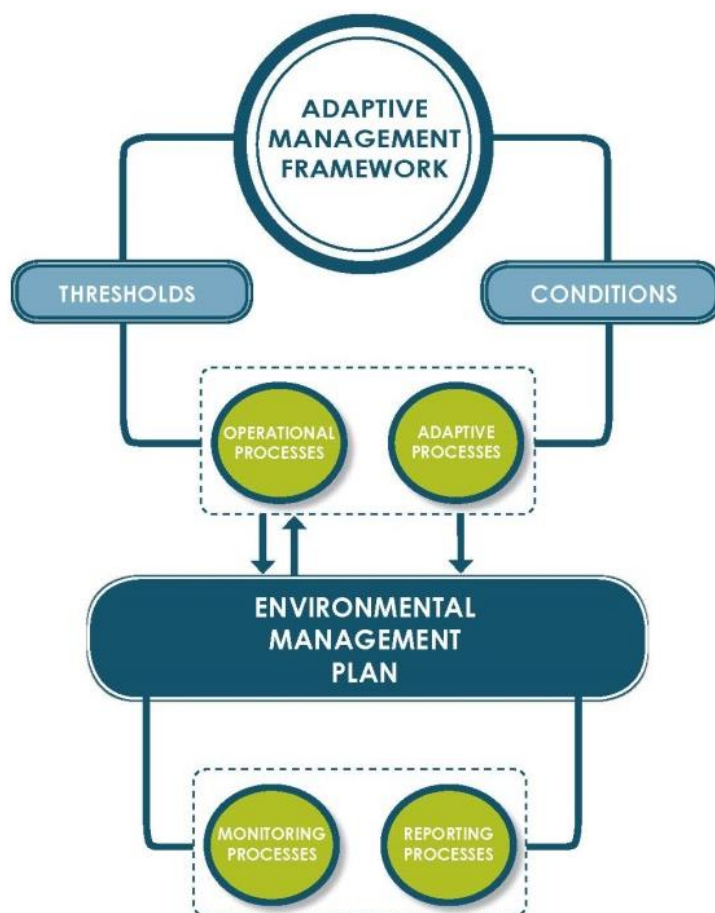 ADAPTIVE
MANAGEMENT
FRAMEWORK
THRESHOLDS
CONDITIONS
OPERATIONAL
PROCESSES
ADAPTIVE
PROCESSES
ENVIRONMENTAL
MANAGEMENT
PLAN
MONITORING
PROCESSES
REPORTING
PROCESSES